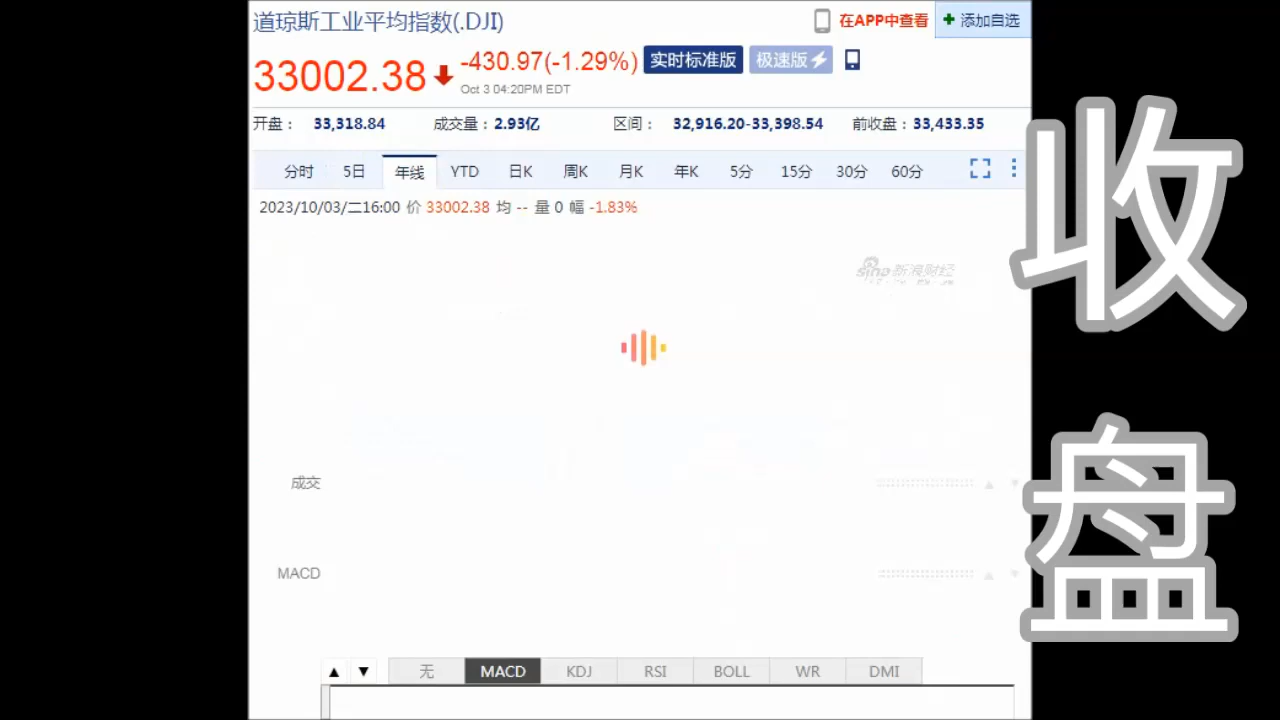 道琼斯工业平均指数(.DJI)
在APP中查看
添加自选
33002.38
-430.97(-1.29%)
实时标准版
极速版
Oct 3 04:20PM EDT
开盘： 33,318.84
成交量：2.93亿
区间： 32,916.20-33,398.54
前收盘：33,433.35
分时 5日 年线 YTD 日K 周K 月K 年K 5分 15分 30分 60分
2023/10/03/二16:00 价 33002.38 均 -- 量 0 幅 -1.83%
sina 新浪财经
成交
MACD
▲ ▼ 无 MACD KDJ RSI BOLL WR DMI
收
盘